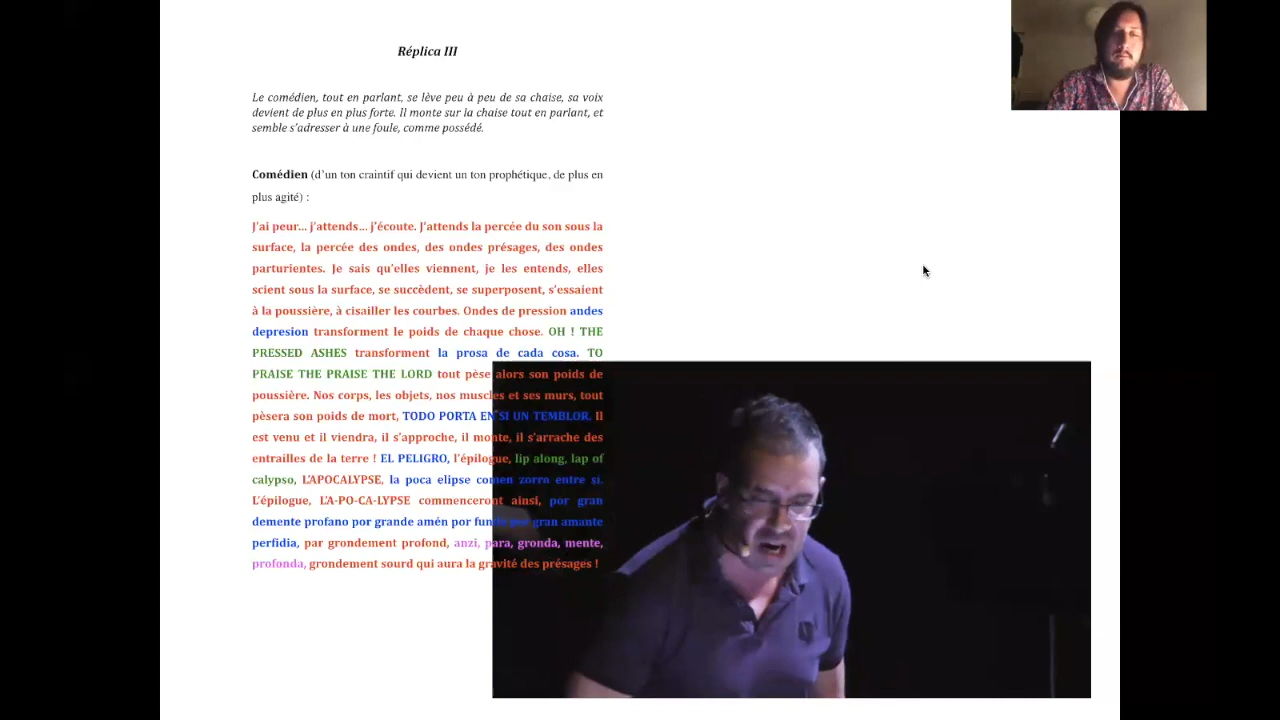 Réplica III
Le comédien, tout en parlant, se lève peu à peu de sa chaise, sa voix
devient de plus en plus forte. Il monte sur la chaise tout en parlant, et
semble s'adresser à une foule, comme possédé.
Comédien (d'un ton craintif qui devient un ton prophétique, de plus en
plus agité) :
J'ai peur... j'attends... j'écoute. J'attends la percée du son sous la
surface, la percée des ondes, des ondes présages, des ondes
parturientes. Je sais qu'elles viennent, je les entends, elles
scient sous la surface, se succèdent, se superposent, s'essaient
à la poussière, à cisailler les courbes. Ondes de pression andes
depresion transforment le poids de chaque chose. OH ! THE
PRESSED ASHES transforment la prosa de cada cosa. TO
PRAISE THE PRAISE THE LORD tout pèse alors son poids de
poussière. Nos corps, les objets, nos muscles et ses murs, tout
pèsera son poids de mort, TODO PORTA EN SI UN TEMBLOR. Il
est venu et il viendra, il s'approche, il monte, il s'arrache des
entrailles de la terre ! EL PELIGRO, l'épilogue, lip along, lap of
calypso, L'APOCALYPSE, la poca elipse comen zorro entre si.
L'épilogue, L'A-PO-CA-LYPSE commenceront ainsi, por gran
demente profano por grande amén por fundo por gran amante
perfidia, par grondement profond, anzi, para, gronda, mente,
profonda, grondement sourd qui aura la gravité des présages !